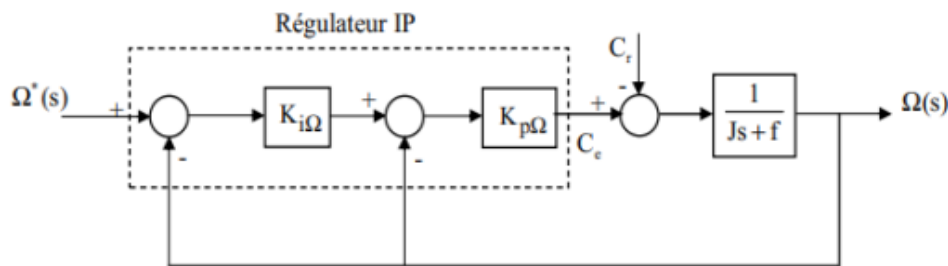 Régulateur IP
Ω*(s)
+
-
K_iΩ
+
-
K_pΩ
+
C_e
C_r
-
1
Js + f
Ω(s)